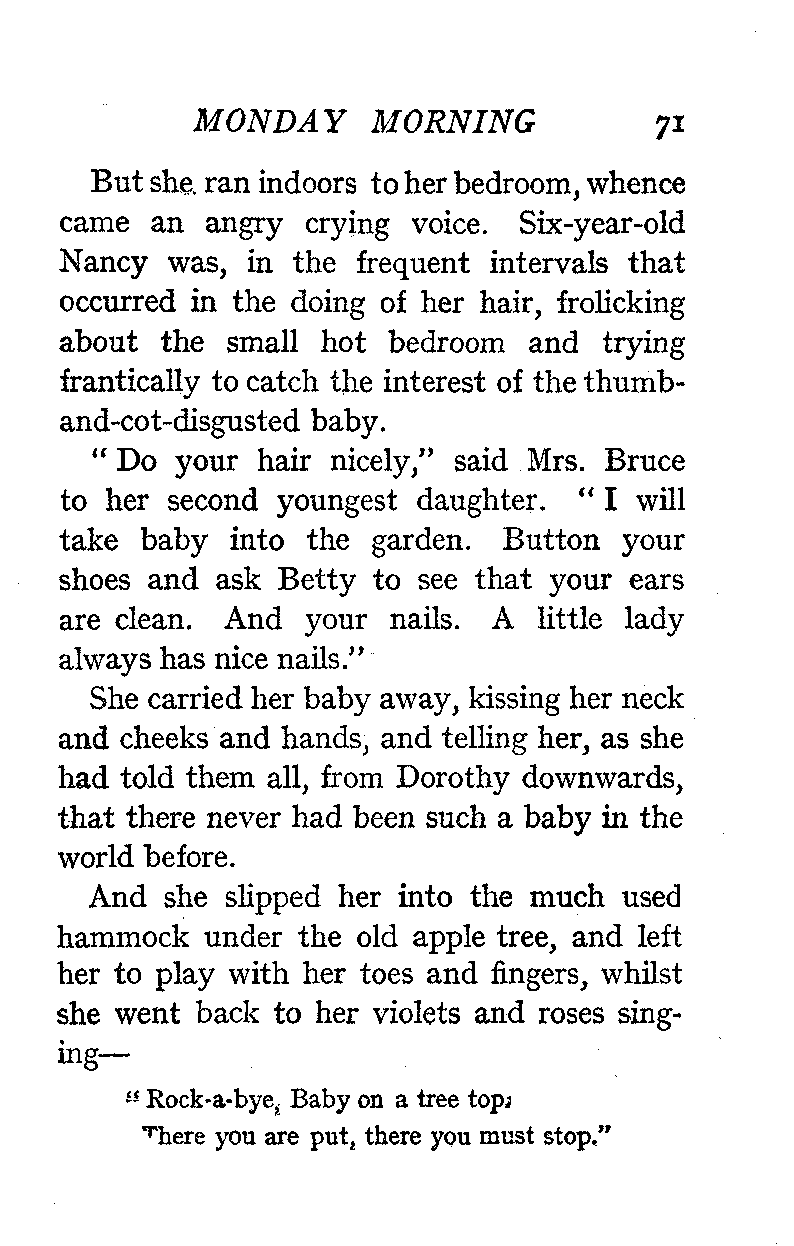 MONDAY MORNING 71
But she ran indoors to her bedroom, whence
came an angry crying voice. Six-year-old
Nancy was, in the frequent intervals that
occurred in the doing of her hair, frolicking
about the small hot bedroom and trying
frantically to catch the interest of the thumb-
and-cot-disgusted baby.
“ Do your hair nicely,” said Mrs. Bruce
to her second youngest daughter. “ I will
take baby into the garden. Button your
shoes and ask Betty to see that your ears
are clean. And your nails. A little lady
always has nice nails.”
She carried her baby away, kissing her neck
and cheeks and hands, and telling her, as she
had told them all, from Dorothy downwards,
that there never had been such a baby in the
world before.
And she slipped her into the much used
hammock under the old apple tree, and left
her to play with her toes and fingers, whilst
she went back to her violets and roses sing-
ing—
“ Rock-a-bye, Baby on a tree top,
There you are put, there you must stop.”